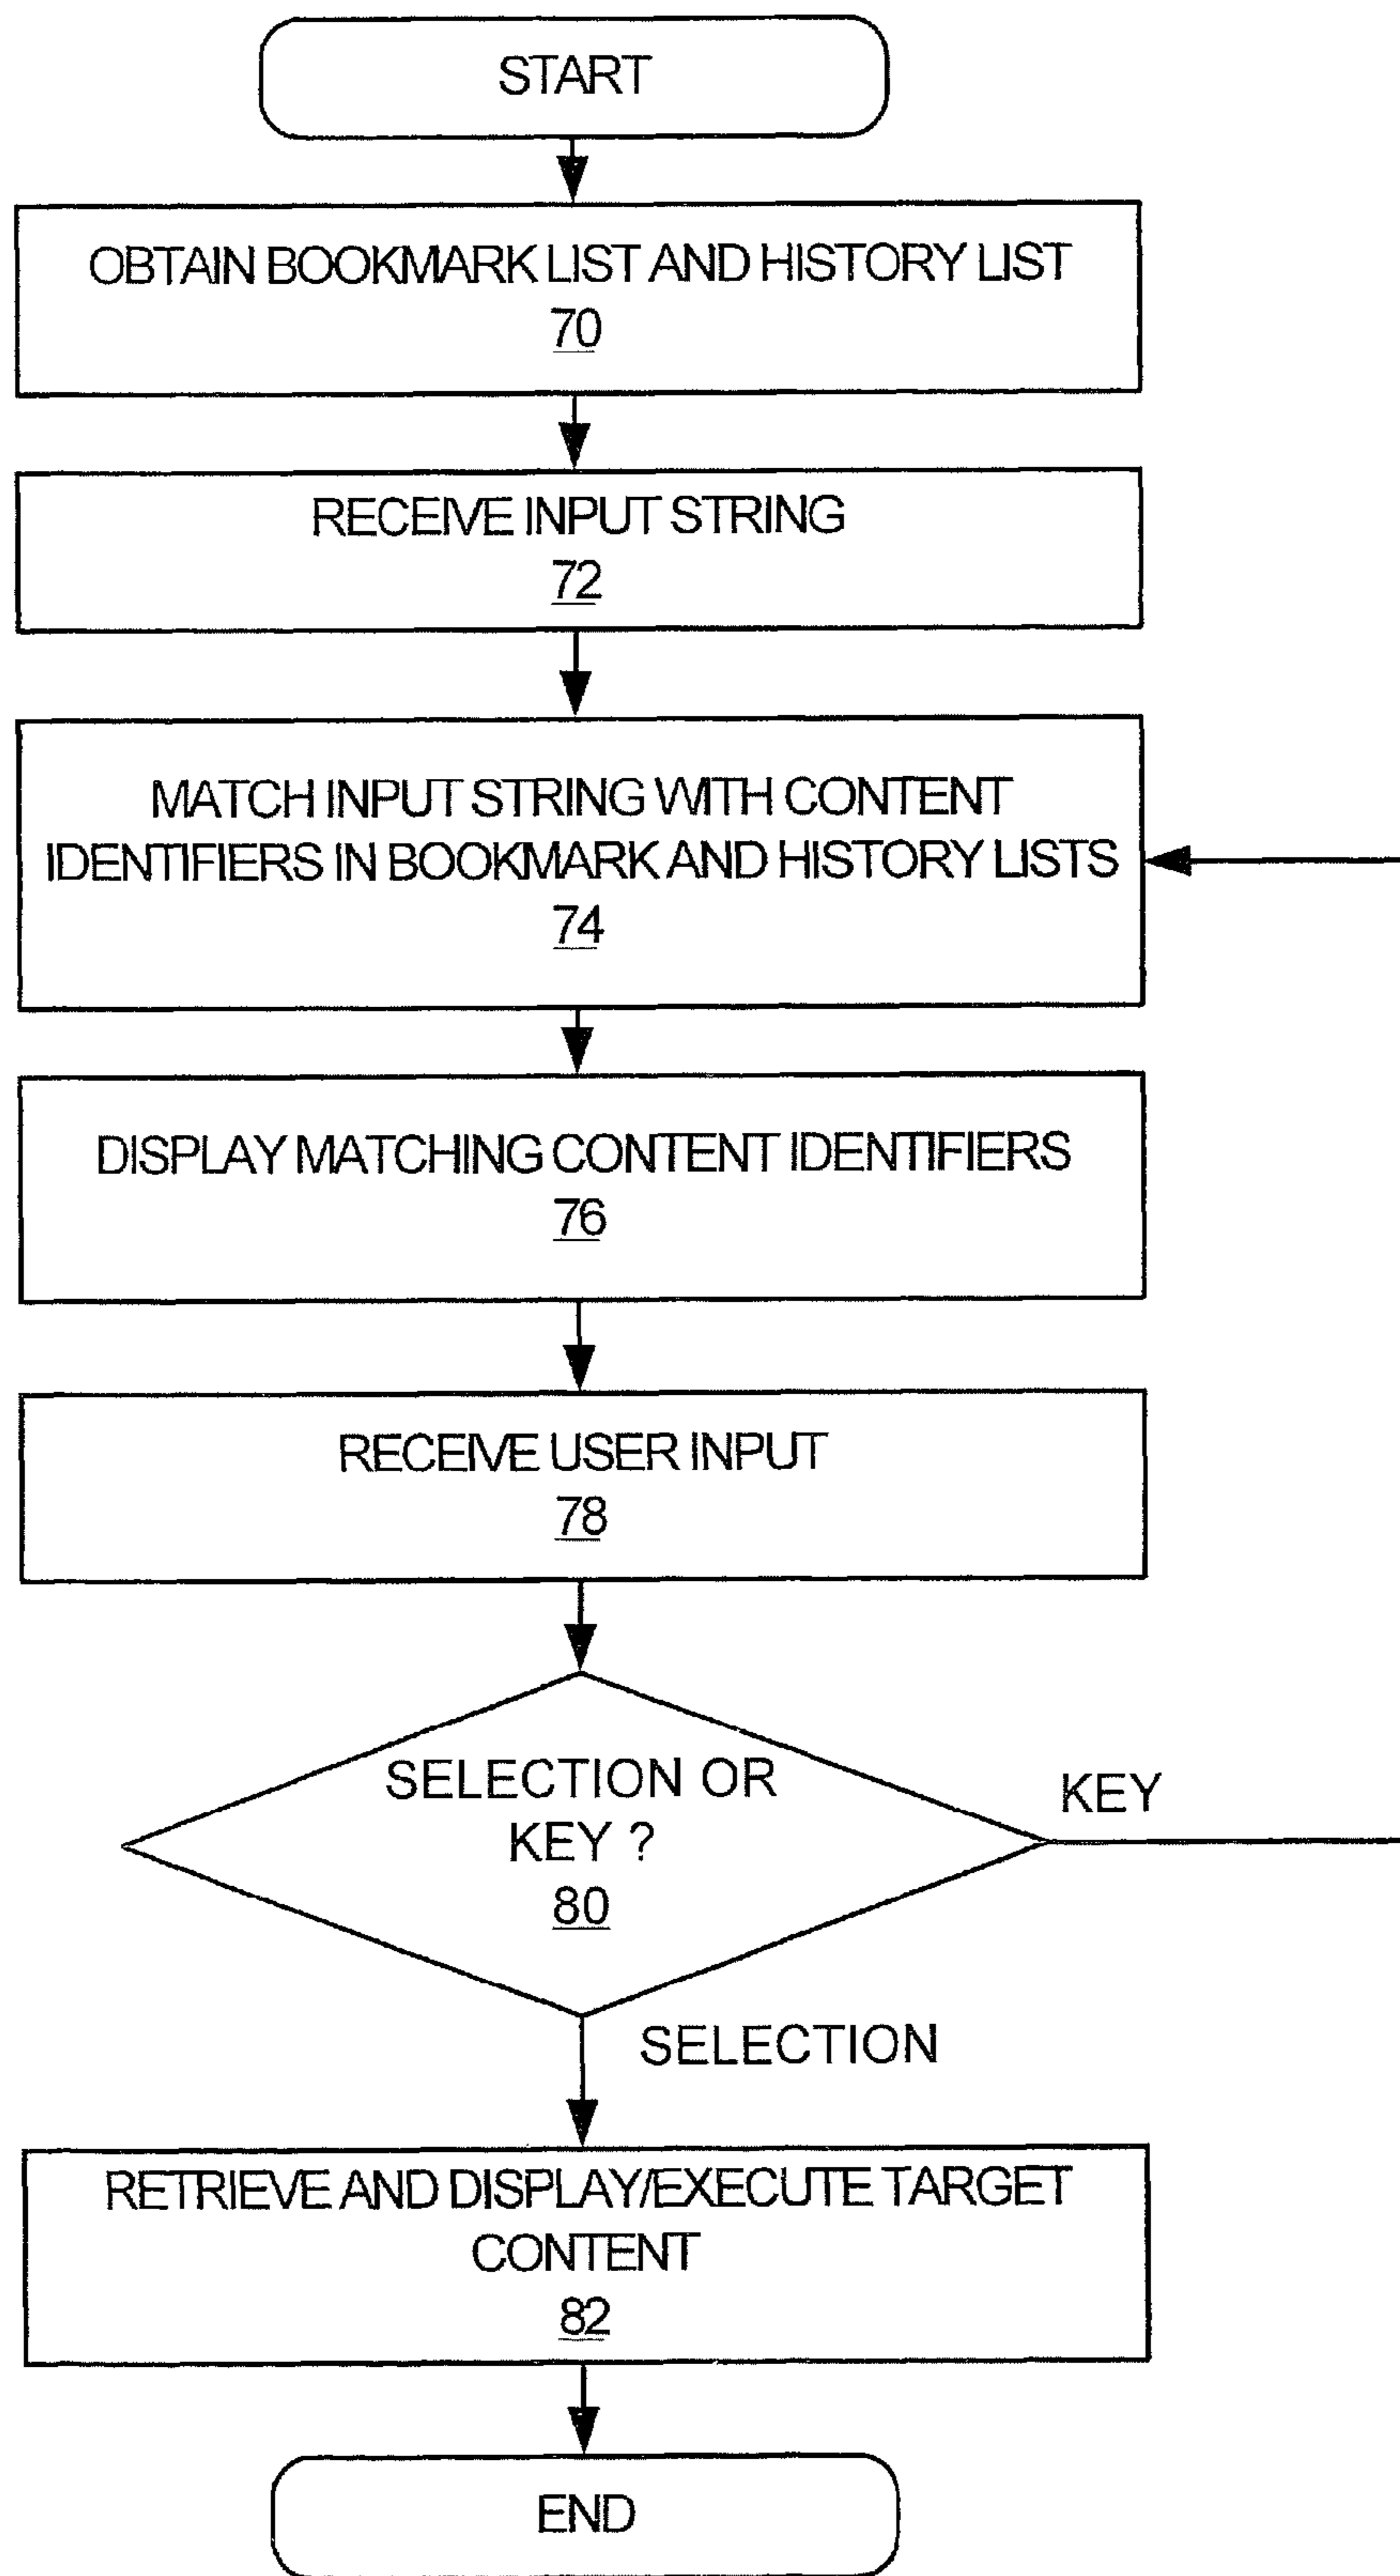 START
OBTAIN BOOKMARK LIST AND HISTORY LIST
70
RECEIVE INPUT STRING
72
MATCH INPUT STRING WITH CONTENT
IDENTIFIERS IN BOOKMARK AND HISTORY LISTS
74
DISPLAY MATCHING CONTENT IDENTIFIERS
76
RECEIVE USER INPUT
78
SELECTION OR
KEY ?
80
KEY
SELECTION
RETRIEVE AND DISPLAY/EXECUTE TARGET
CONTENT
82
END